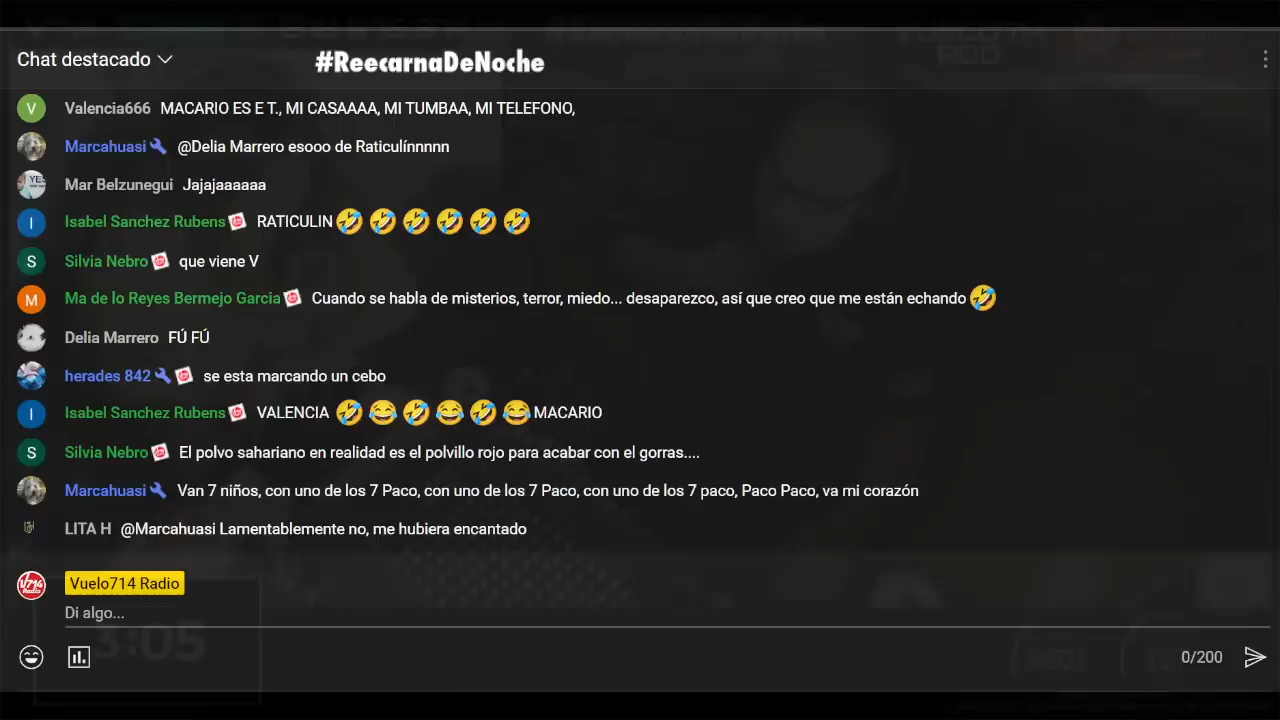 Chat destacado
#ReecarnaDeNoche
V Valencia666 MACARIO ES E T., MI CASAAAA, MI TUMBAA, MI TELEFONO,
Marcahuasi @Delia Marrero esooo de Raticulínnnnn
YES Mar Belzunegui Jajajaaaaaa
I Isabel Sanchez Rubens RATICULIN 🤣🤣🤣🤣🤣🤣
S Silvia Nebro que viene V
M Ma de lo Reyes Bermejo Garcia Cuando se habla de misterios, terror, miedo... desaparezco, así que creo que me están echando 🤣
Delia Marrero FÚ FÚ
herades 842 se esta marcando un cebo
I Isabel Sanchez Rubens VALENCIA 🤣😂🤣😂🤣😂 MACARIO
S Silvia Nebro El polvo sahariano en realidad es el polvillo rojo para acabar con el gorras....
Marcahuasi Van 7 niños, con uno de los 7 Paco, con uno de los 7 Paco, con uno de los 7 paco, Paco Paco, va mi corazón
LITA H @Marcahuasi Lamentablemente no, me hubiera encantado
V714 Radio Vuelo714 Radio
Di algo...
3:05
0/200